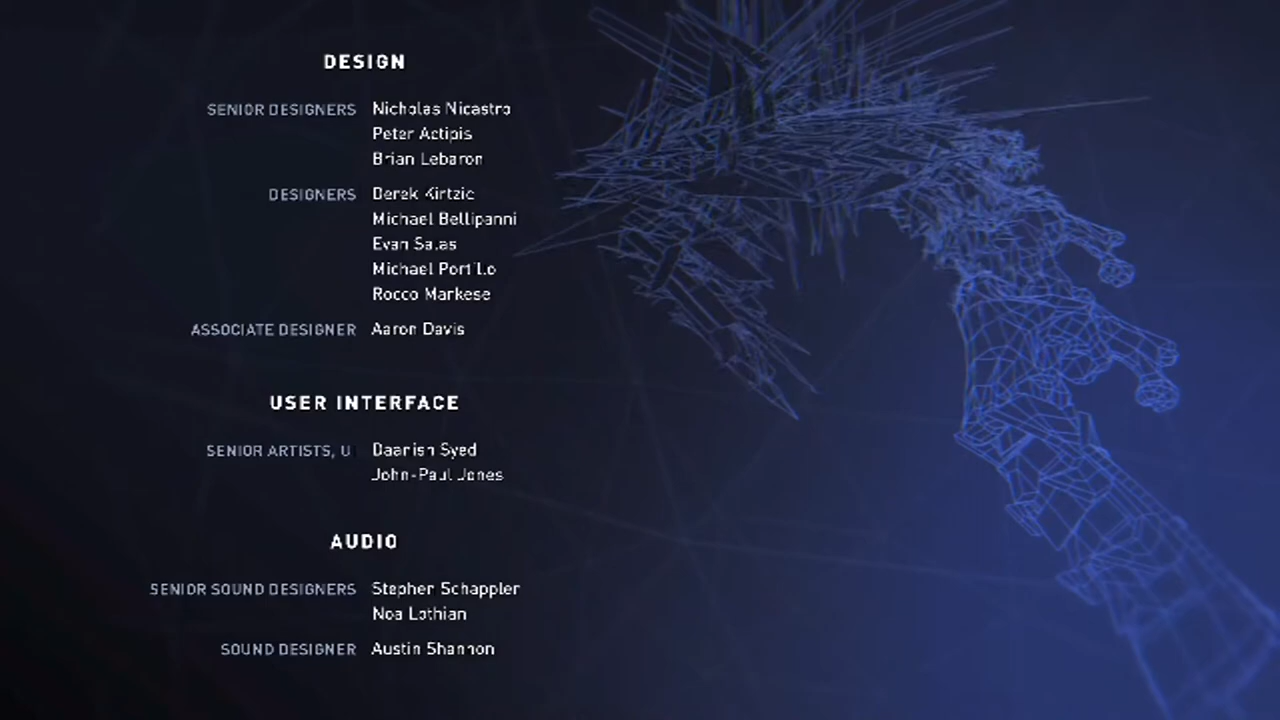 DESIGN
SENIOR DESIGNERS Nicholas Nicastro
Peter Actipis
Brian Lebaron
DESIGNERS Derek Kirtzic
Michael Bellipanni
Evan Salas
Michael Portillo
Rocco Markese
ASSOCIATE DESIGNER Aaron Davis
USER INTERFACE
SENIOR ARTISTS, UI Daarish Syed
John-Paul Jones
AUDIO
SENIOR SOUND DESIGNERS Stephen Schappler
Noa Lothian
SOUND DESIGNER Austin Shannon